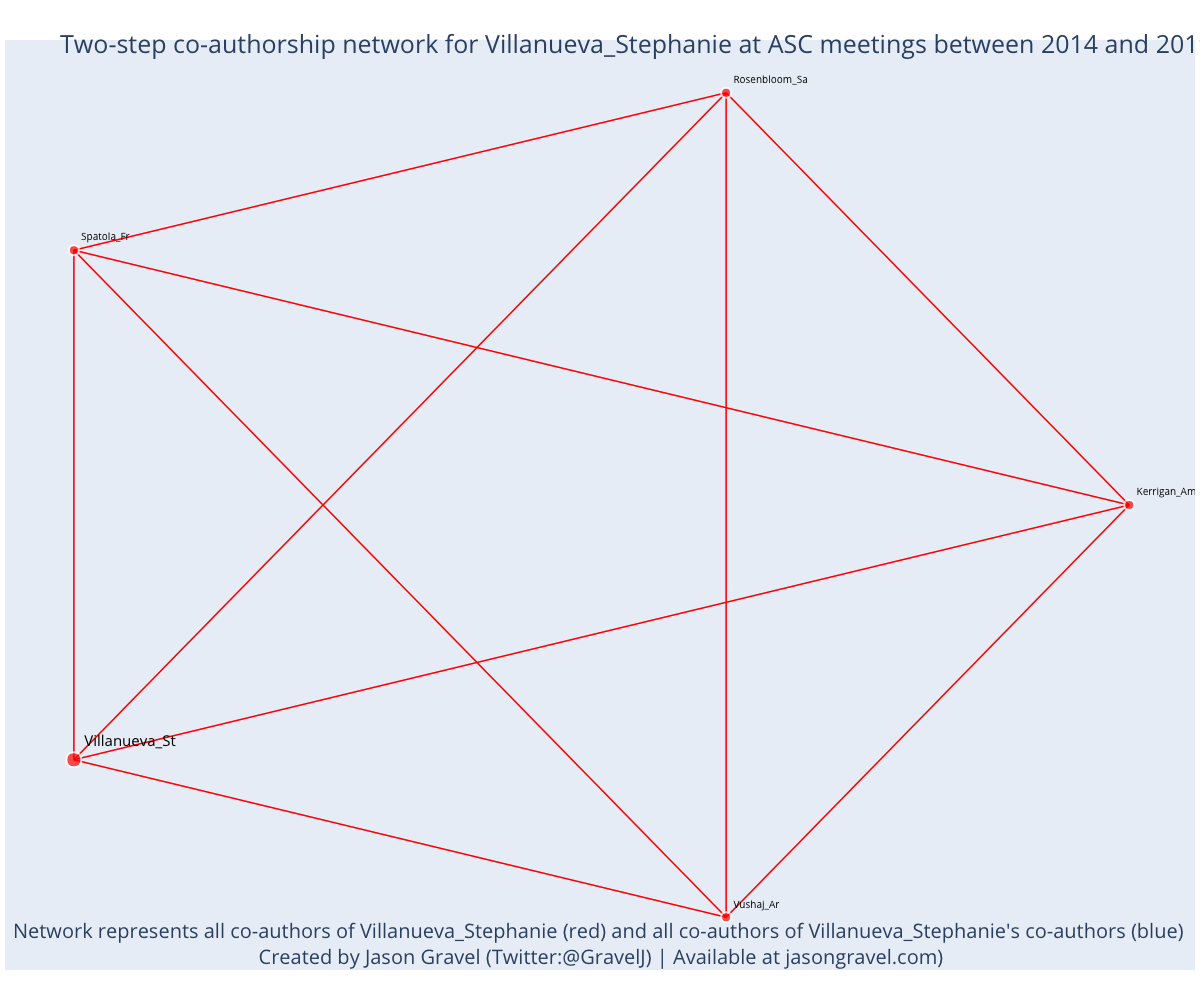 Two-step co-authorship network for Villanueva_Stephanie at ASC meetings between 2014 and 201
Rosenbloom_Sa
Spatola_Fr
Kerrigan_Am
Villanueva_St
Vushaj_Ar
Network represents all co-authors of Villanueva_Stephanie (red) and all co-authors of Villanueva_Stephanie's co-authors (blue)
Created by Jason Gravel (Twitter:@GravelJ) | Available at jasongravel.com)